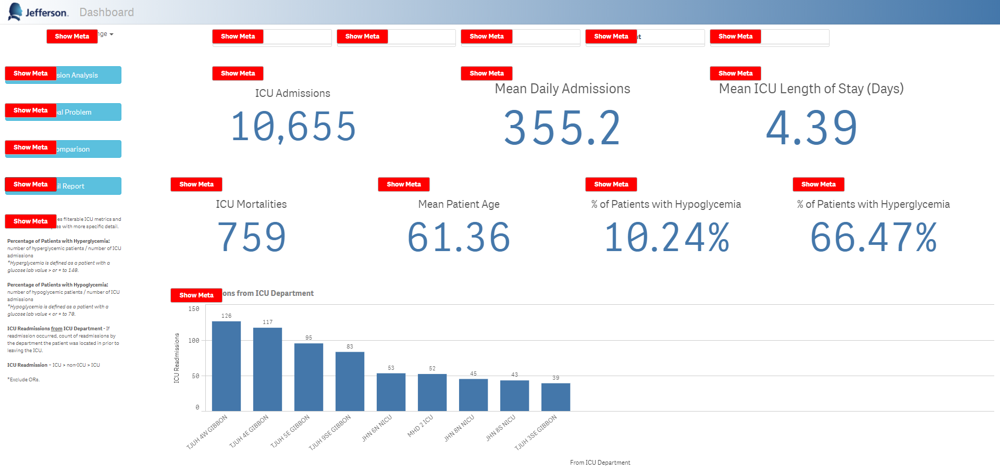 Jefferson. Dashboard
Show Meta nge
Show Meta
Show Meta
Show Meta
Show Meta t
Show Meta
Show Meta sion Analysis
Show Meta al Problem
Show Meta omparison
Show Meta il Report
Show Meta es filterable ICU metrics and
es with more specific detail.
Percentage of Patients with Hyperglycemia:
number of hyperglycemic patients / number of ICU
admissions
*Hyperglycemia is defined as a patient with a
glucose lab value > or = to 140.
Percentage of Patients with Hypoglycemia:
number of hypoglycemic patients / number of ICU
admissions
*Hypoglycemia is defined as a patient with a
glucose lab value < or = to 70.
ICU Readmissions from ICU Department - If
readmission occurred, count of readmissions by
the department the patient was located in prior to
leaving the ICU.
ICU Readmission - ICU > non-ICU > ICU
*Exclude ORs.
Show Meta
ICU Admissions
10,655
Show Meta
Mean Daily Admissions
355.2
Show Meta
Mean ICU Length of Stay (Days)
4.39
Show Meta
ICU Mortalities
759
Show Meta
Mean Patient Age
61.36
Show Meta
% of Patients with Hypoglycemia
10.24%
Show Meta
% of Patients with Hyperglycemia
66.47%
Show Meta ons from ICU Department
ICU Readmissions
150
100
50
0
126
117
95
83
53
52
45
43
39
TJUH 4W GIBBON
TJUH 4E GIBBON
TJUH 5E GIBBON
TJUH 9SE GIBBON
JHN 6N NICU
MHD 2 ICU
JHN 8N NICU
JHN 8S NICU
TJUH 3SE GIBBON
From ICU Department